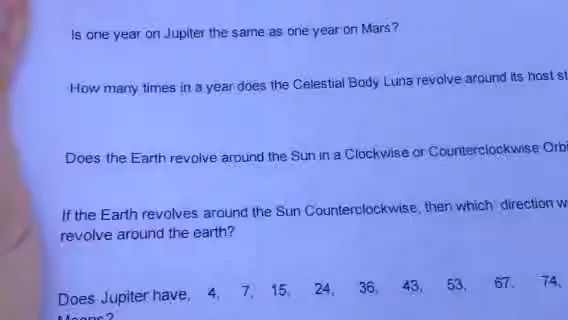 Is one year on Jupiter the same as one year on Mars?
How many times in a year does the Celestial Body Luna revolve around its host
Does the Earth revolve around the Sun in a Clockwise or Counterclockwise
If the Earth revolves around the Sun Counterclockwise, then which direction
revolve around the earth?
Does Jupiter have, 4, 7, 15, 24, 36, 43, 53, 67, 74,
Moons?